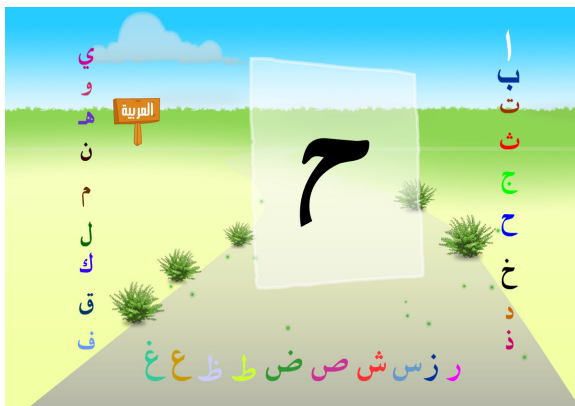 ا
ب
ت
ث
ج
ح
خ
د
ذ
ر ز س ش ص ض ط ظ ع غ
ح
العربية
ي
و
هـ
ن
م
ل
ك
ق
ف